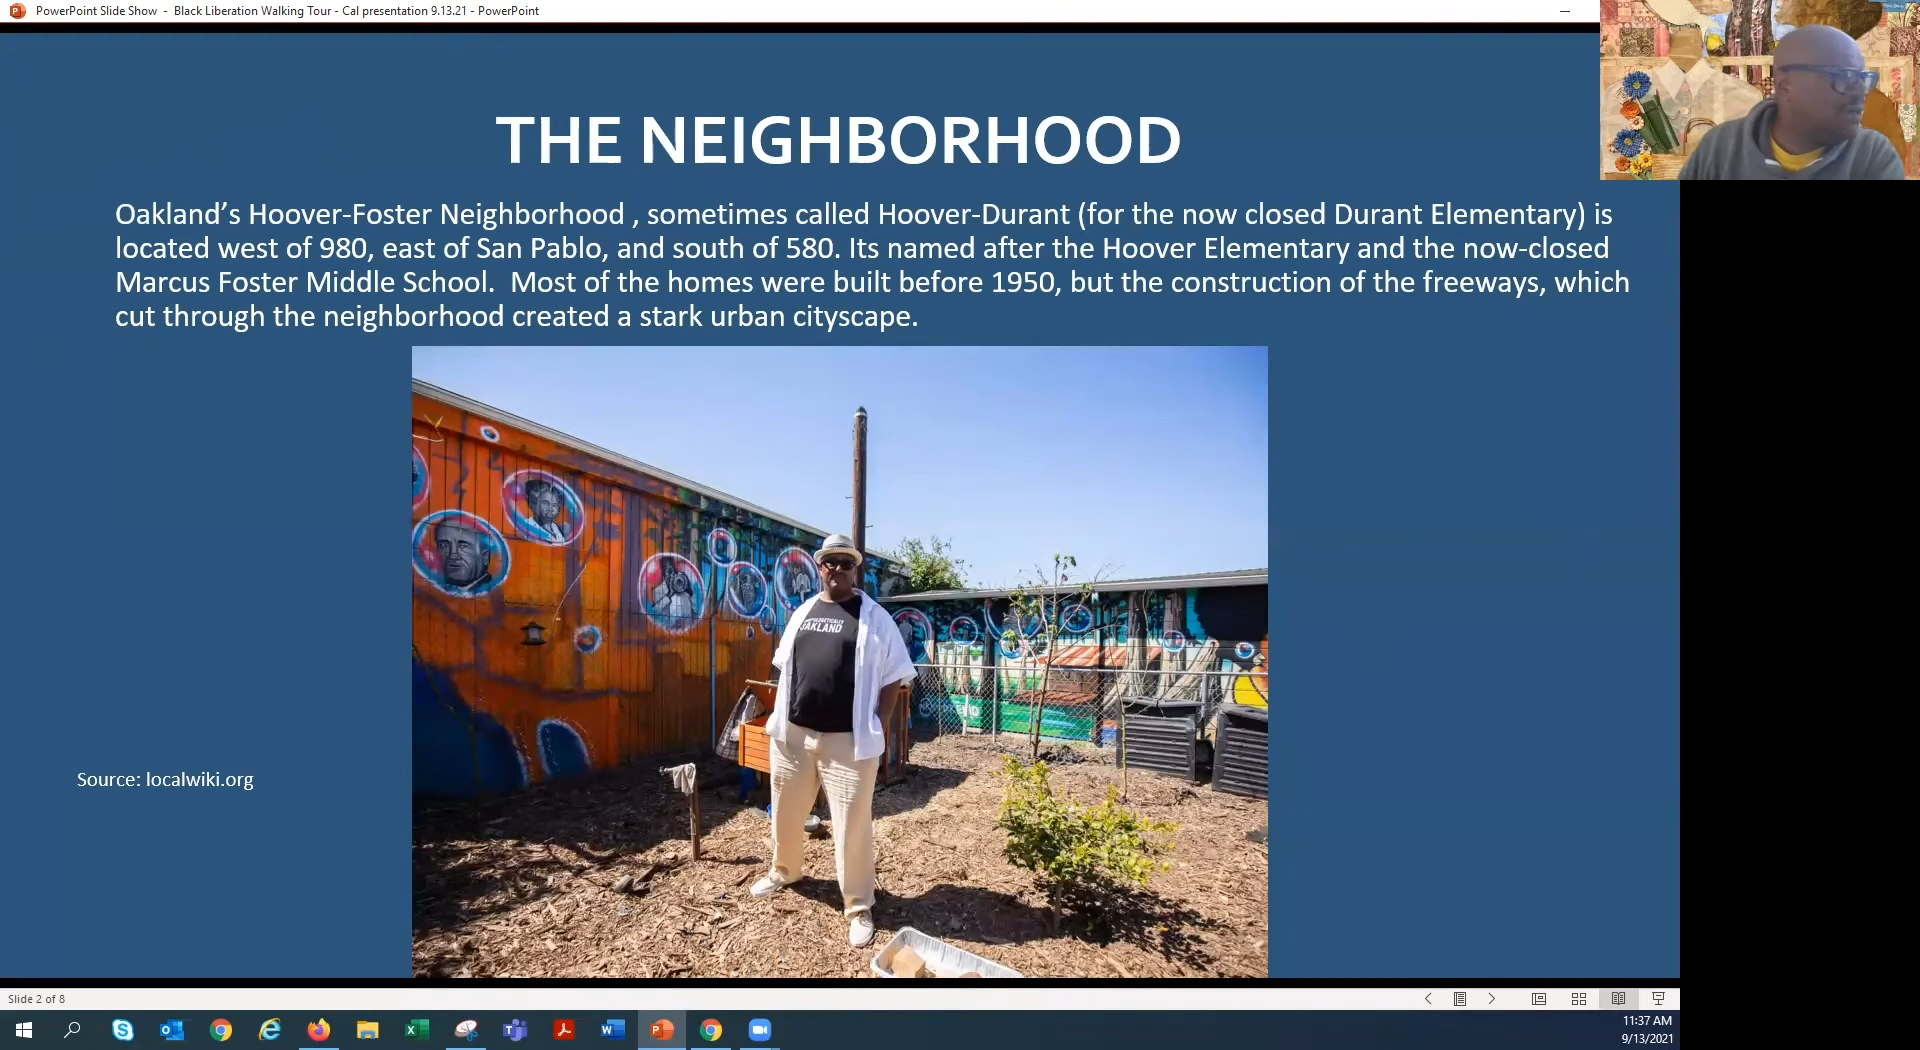 PowerPoint Slide Show - Black Liberation Walking Tour - Cal presentation 9.13.21 - PowerPoint
THE NEIGHBORHOOD
Oakland’s Hoover-Foster Neighborhood , sometimes called Hoover-Durant (for the now closed Durant Elementary) is
located west of 980, east of San Pablo, and south of 580. Its named after the Hoover Elementary and the now-closed
Marcus Foster Middle School.  Most of the homes were built before 1950, but the construction of the freeways, which
cut through the neighborhood created a stark urban cityscape.
OAKLAND
Source: localwiki.org
Slide 2 of 8
11:37 AM
9/13/2021